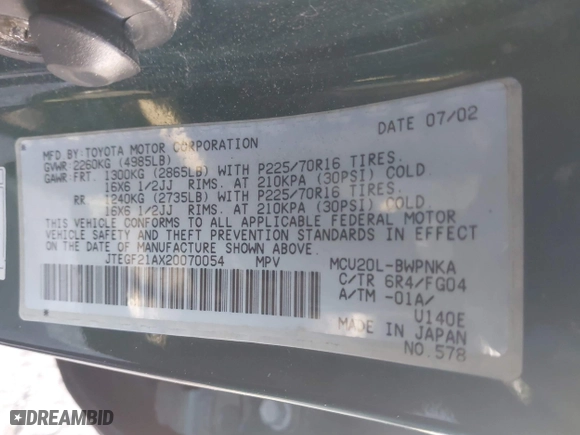 DATE 07/02
MFD BY:TOYOTA MOTOR CORPORATION
GVWR 2260KG (4985LB)
GAWR:FRT. 1300KG (2865LB) WITH P225/70R16 TIRES.
16X6 1/2JJ RIMS. AT 210KPA (30PSI) COLD
RR 1240KG (2735LB) WITH P225/70R16 TIRES.
16X6 1/2JJ RIMS. AT 210KPA (30PSI) COLD.
THIS VEHICLE CONFORMS TO ALL APPLICABLE FEDERAL MOTOR
VEHICLE SAFETY AND THEFT PREVENTION STANDARDS IN EFFECT
ON THE DATE OF MANUFACTURE SHOWN ABOVE.
JTEGF21AX20070054 MPV MCU20L-BWPNKA
C/TR 6R4/FG04
A/TM -01A/
U140E
MADE IN JAPAN
NO.578
DREAMBID